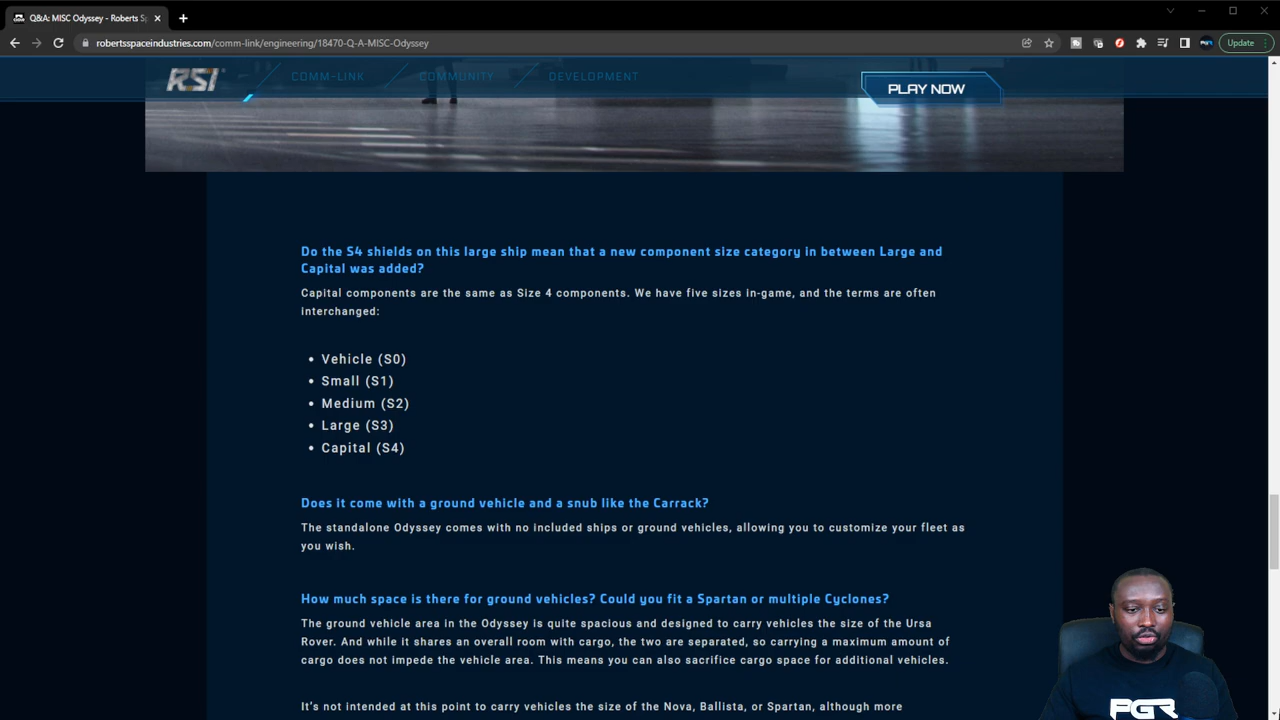 Q&A: MISC Odyssey - Roberts Sp
robertsspaceindustries.com/comm-link/engineering/18470-Q-A-MISC-Odyssey
Update
RSI
COMM-LINK
COMMUNITY
DEVELOPMENT
PLAY NOW
Do the S4 shields on this large ship mean that a new component size category in between Large and
Capital was added?
Capital components are the same as Size 4 components. We have five sizes in-game, and the terms are often
interchanged:
• Vehicle (S0)
• Small (S1)
• Medium (S2)
• Large (S3)
• Capital (S4)
Does it come with a ground vehicle and a snub like the Carrack?
The standalone Odyssey comes with no included ships or ground vehicles, allowing you to customize your fleet as
you wish.
How much space is there for ground vehicles? Could you fit a Spartan or multiple Cyclones?
The ground vehicle area in the Odyssey is quite spacious and designed to carry vehicles the size of the Ursa
Rover. And while it shares an overall room with cargo, the two are separated, so carrying a maximum amount of
cargo does not impede the vehicle area. This means you can also sacrifice cargo space for additional vehicles.
It's not intended at this point to carry vehicles the size of the Nova, Ballista, or Spartan, although more
PGR